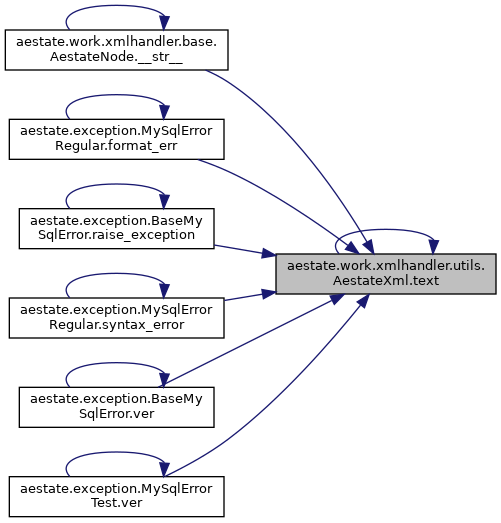 aestate.work.xmlhandler.base.
AestateNode.__str__
aestate.exception.MySqlError
Regular.format_err
aestate.exception.BaseMy
SqlError.raise_exception
aestate.work.xmlhandler.utils.
AestateXml.text
aestate.exception.MySqlError
Regular.syntax_error
aestate.exception.BaseMy
SqlError.ver
aestate.exception.MySqlError
Test.ver